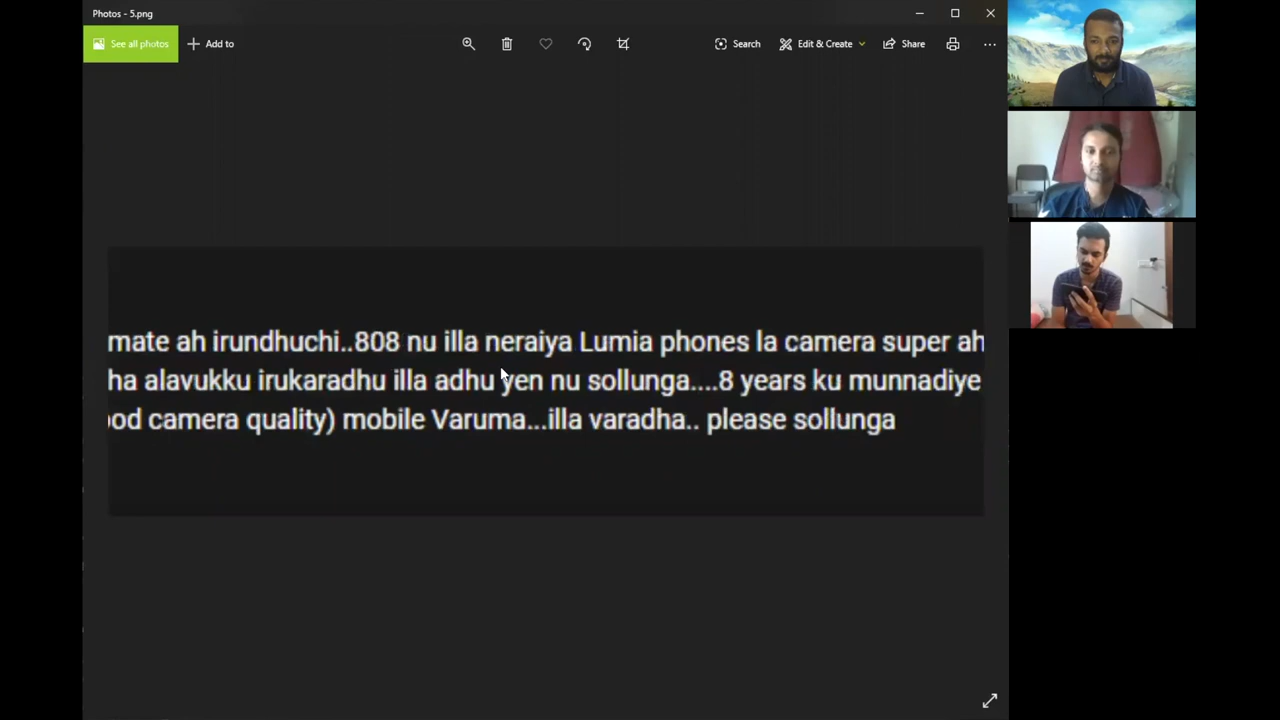 Photos - 5.png
See all photos
Add to
Search
Edit & Create
Share
mate ah irundhuchi..808 nu illa neraiya Lumia phones la camera super ah
ha alavukku irukaradhu illa adhu yen nu sollunga....8 years ku munnadiye
ood camera quality) mobile Varuma...illa varadha.. please sollunga